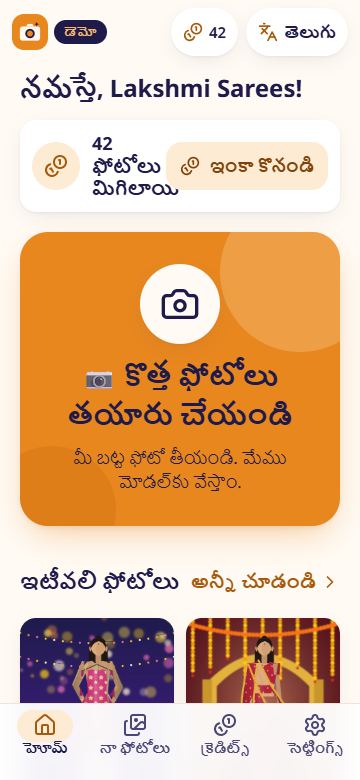 డెమో
42
తెలుగు
నమస్తే, Lakshmi Sarees!
42
ఫోటోలు
మిగిలాయి
ఇంకా కొనండి
📷 కొత్త ఫోటోలు
తయారు చేయండి
మీ బట్ట ఫోటో తీయండి. మేము
మోడల్‌కు వేస్తాం.
ఇటీవలి ఫోటోలు
అన్నీ చూడండి
హోమ్
నా ఫోటోలు
క్రెడిట్స్
సెట్టింగ్స్